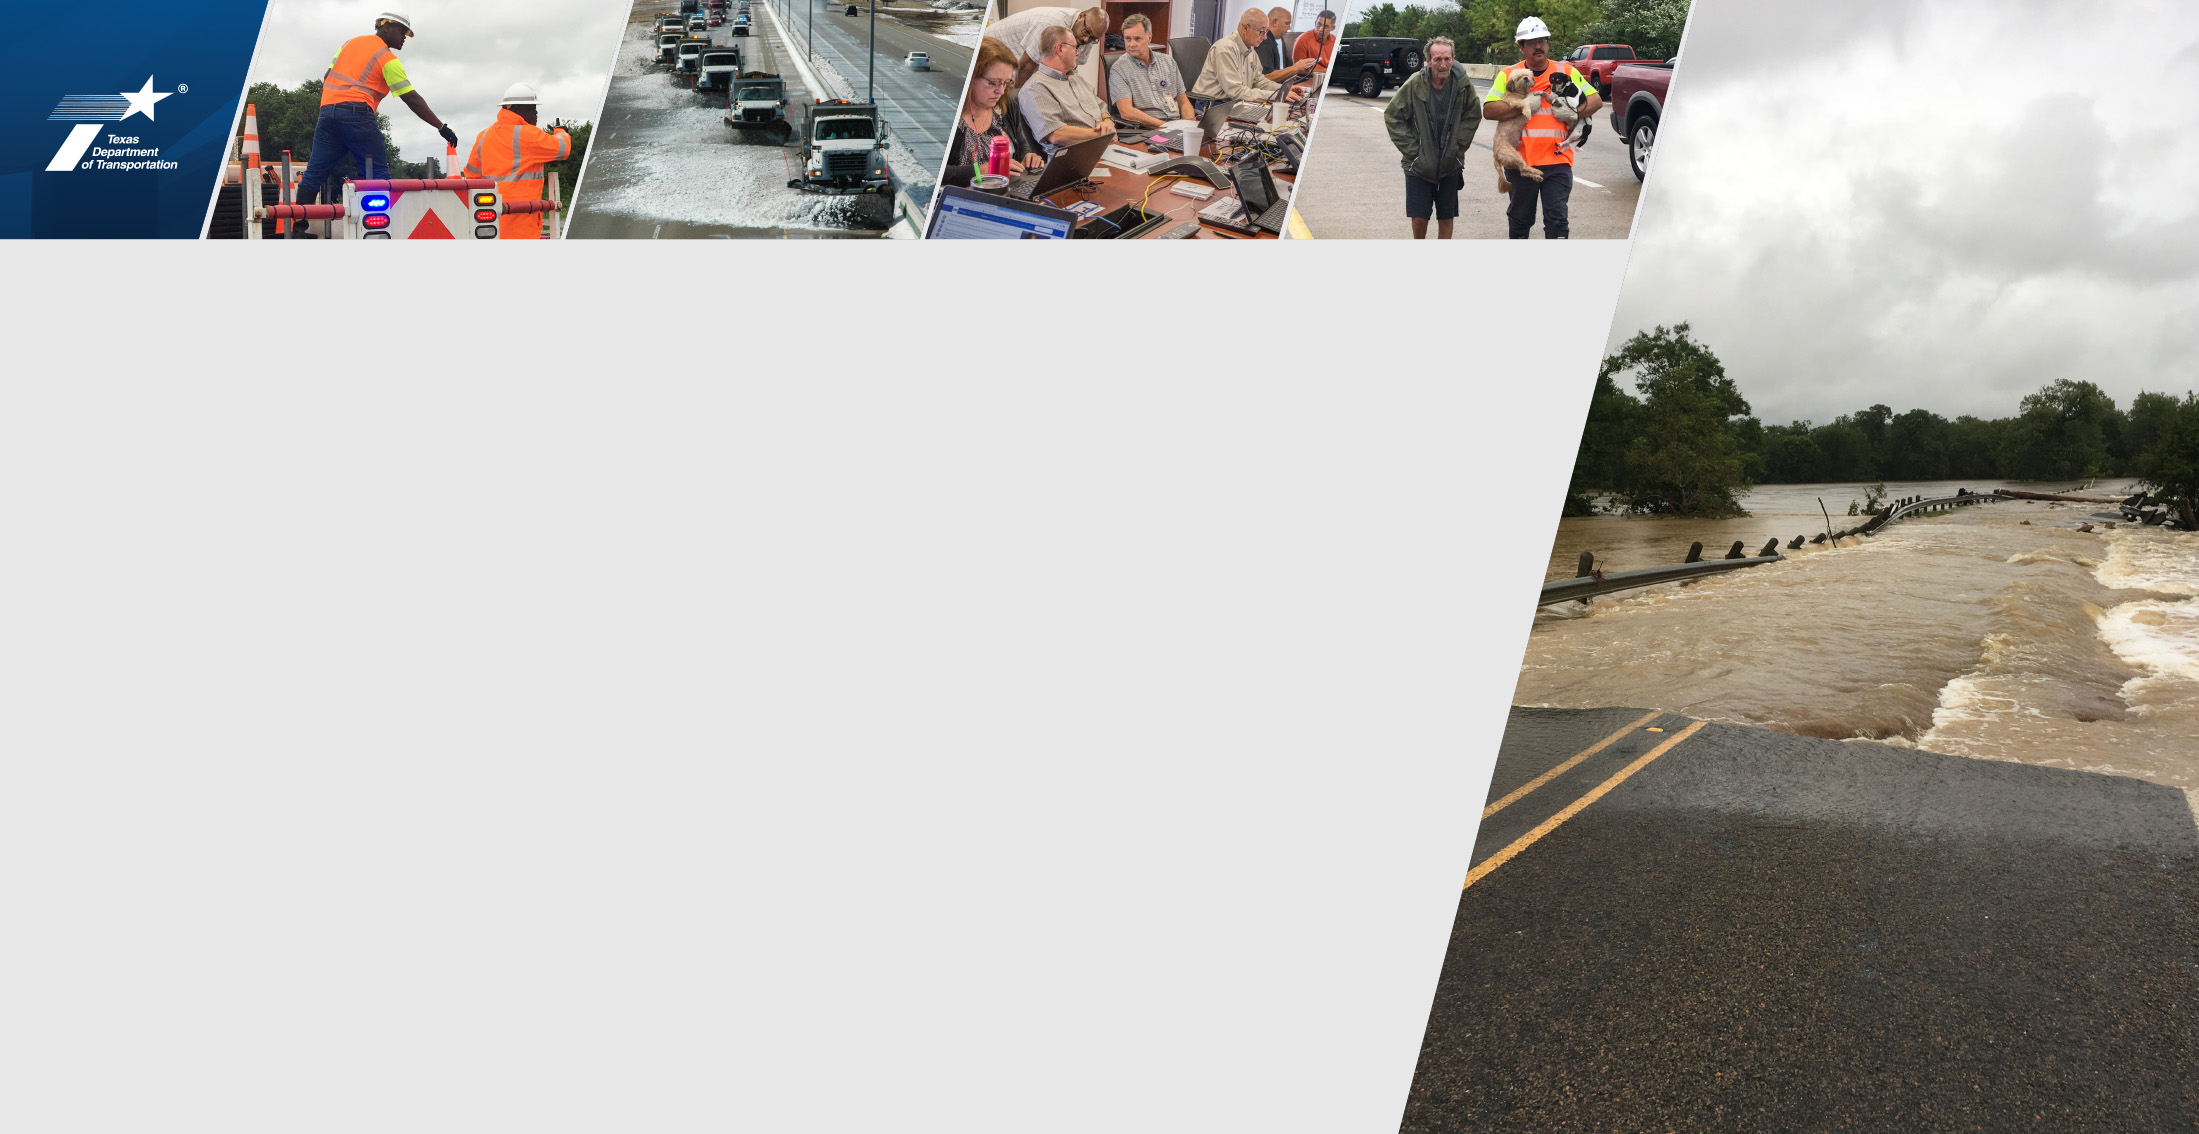 ®
Texas
Department
of Transportation